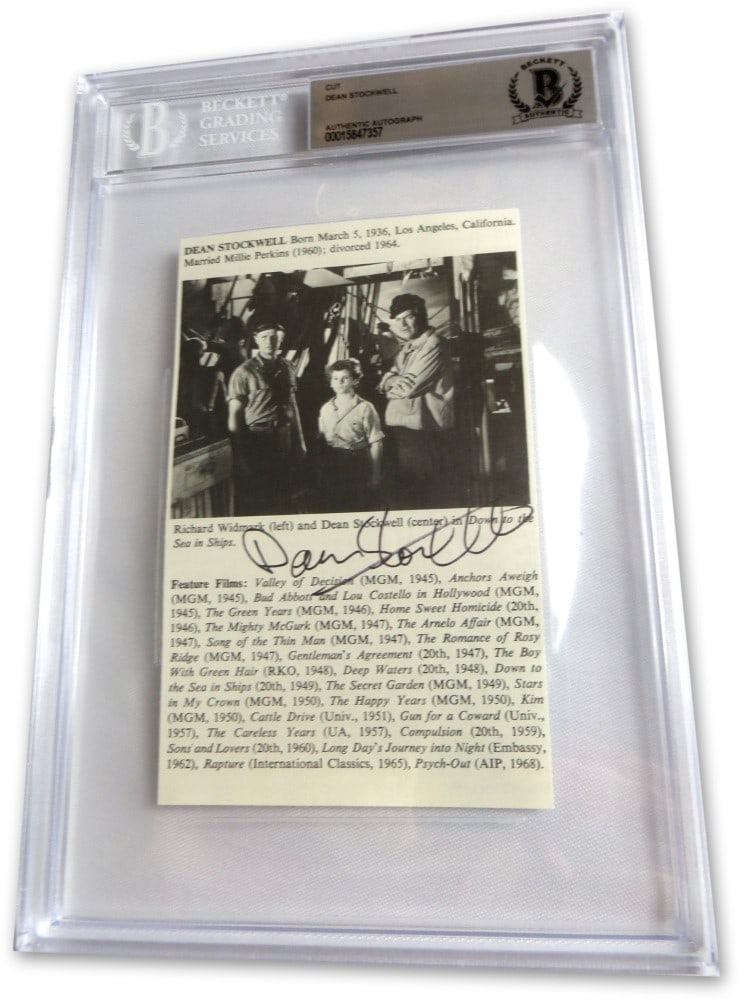 B
BECKETT®
GRADING
SERVICES
CUT
DEAN STOCKWELL
AUTHENTIC AUTOGRAPH
00015847357
BECKETT
B
AUTHENTIC
DEAN STOCKWELL Born March 5, 1936, Los Angeles, California.
Married Millie Perkins (1960); divorced 1964.
Richard Widmark (left) and Dean Stockwell (center) in Down to the
Sea in Ships.
Dean Stockwell
Feature Films: Valley of Decision (MGM, 1945), Anchors Aweigh
(MGM, 1945), Bud Abbott and Lou Costello in Hollywood (MGM,
1945), The Green Years (MGM, 1946), Home Sweet Homicide (20th,
1946), The Mighty McGurk (MGM, 1947), The Arnelo Affair (MGM,
1947), Song of the Thin Man (MGM, 1947), The Romance of Rosy
Ridge (MGM, 1947), Gentleman's Agreement (20th, 1947), The Boy
With Green Hair (RKO, 1948), Deep Waters (20th, 1948), Down to
the Sea in Ships (20th, 1949), The Secret Garden (MGM, 1949), Stars
in My Crown (MGM, 1950), The Happy Years (MGM, 1950), Kim
(MGM, 1950), Cattle Drive (Univ., 1951), Gun for a Coward (Univ.,
1957), The Careless Years (UA, 1957), Compulsion (20th, 1959),
Sons and Lovers (20th, 1960), Long Day's Journey into Night (Embassy,
1962), Rapture (International Classics, 1965), Psych-Out (AIP, 1968).